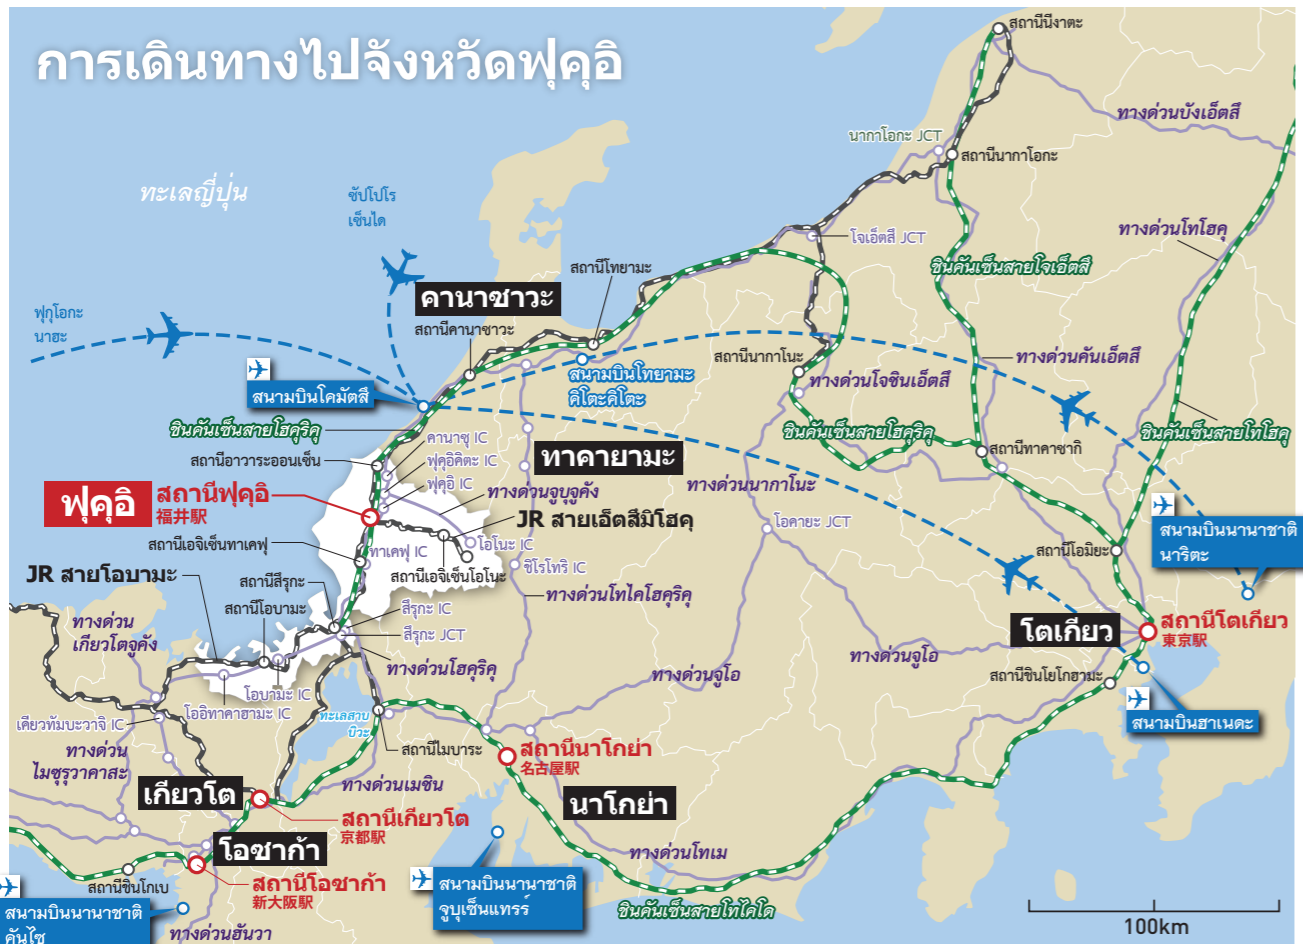 การเดินทางไปจังหวัดฟุคุอิ
สถานีนีงาตะ
ทางด่วนบังเอ็ตสึ
นากาโอกะ JCT
สถานีนากาโอกะ
ทะเลญี่ปุ่น
ซัปโปโร
เซ็นได
โจเอ็ตสึ JCT
ทางด่วนโทโฮคุ
ชินคันเซ็นสายโจเอ็ตสึ
สถานีโทยามะ
คานาซาวะ
สถานีคานาซาวะ
ฟุกุโอกะ
นาฮะ
สถานีนากาโนะ
ทางด่วนคันเอ็ตสึ
สนามบินโทยามะ
คิโตะคิโตะ
ทางด่วนโจชินเอ็ตสึ
สนามบินโคมัตสึ
ชินคันเซ็นสายโฮคุริคุ
ชินคันเซ็นสายโฮคุริคุ
ชินคันเซ็นสายโทโฮคุ
คานาซุ IC
สถานีอาวาระออนเซ็น
ฟุคุอิคิตะ IC
ทาคายามะ
สถานีทาคาซากิ
ฟุคุอิ IC
ทางด่วนนากาโนะ
ฟุคุอิ
สถานีฟุคุอิ
福井駅
ทางด่วนจูบุจูคัง
JR สายเอ็ตสึมิโฮคุ
โอคายะ JCT
สนามบินนานาชาติ
นาริตะ
สถานีเอจิเซ็นทาเคฟุ
ทาเคฟุ IC
โอโนะ IC
สถานีโอมิยะ
ชิโรโทริ IC
JR สายโอบามะ
สถานีสึรุกะ
สถานีเอจิเซ็นโอโนะ
ทางด่วนโทไคโฮคุริคุ
สถานีโอบามะ
สึรุกะ IC
สึรุกะ JCT
ทางด่วน
เกียวโตจูคัง
โตเกียว
สถานีโตเกียว
東京駅
ทางด่วนโฮคุริคุ
ทางด่วนจูโอ
ทางด่วนจูโอ
สถานีชินโยโกฮามะ
โอบามะ IC
โออิทาคาฮามะ IC
ทะเลสาบ
บิวะ
เคียวทัมบะวาจิ IC
สนามบินฮาเนดะ
สถานีไมบาระ
สถานีนาโกย่า
名古屋駅
ทางด่วน
ไมซุรุวาคาสะ
ทางด่วนเมชิน
เกียวโต
นาโกย่า
สถานีเกียวโต
京都駅
โอซาก้า
ทางด่วนโทเม
สถานีโอซาก้า
新大阪駅
สถานีชินโกเบ
สนามบินนานาชาติ
จูบุเซ็นแทรร์
ชินคันเซ็นสายโทไคโด
สนามบินนานาชาติ
คันไซ
ทางด่วนฮันวา
100km